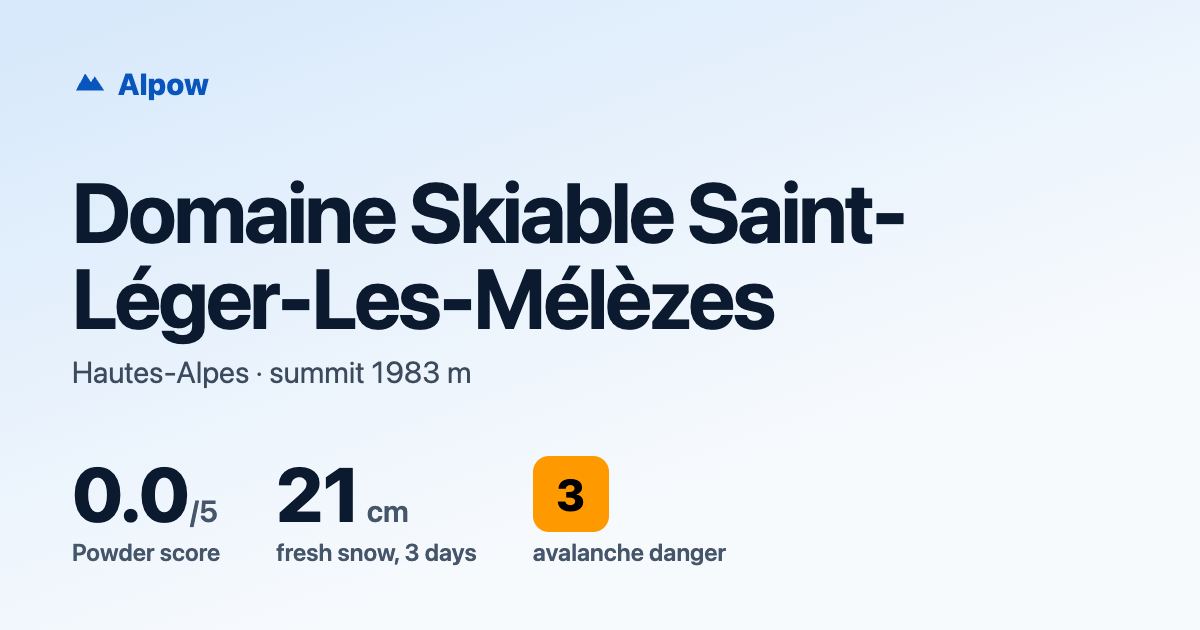 Alpow
Domaine Skiable Saint-
Léger-Les-Mélèzes
Hautes-Alpes · summit 1983 m
0.0/5
Powder score
21 cm
fresh snow, 3 days
3
avalanche danger